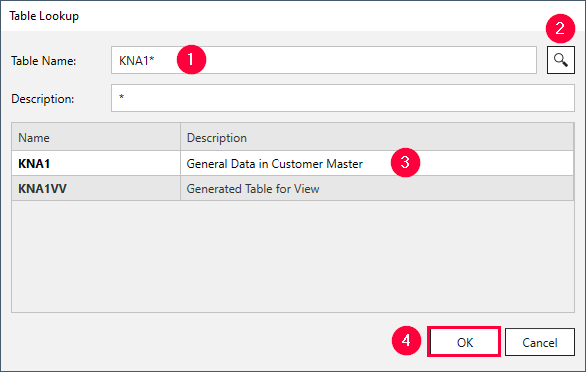 Table Lookup
2
Table Name: KNA1* 1
Description: *
Name Description
KNA1 General Data in Customer Master 3
KNA1VV Generated Table for View
4 OK Cancel